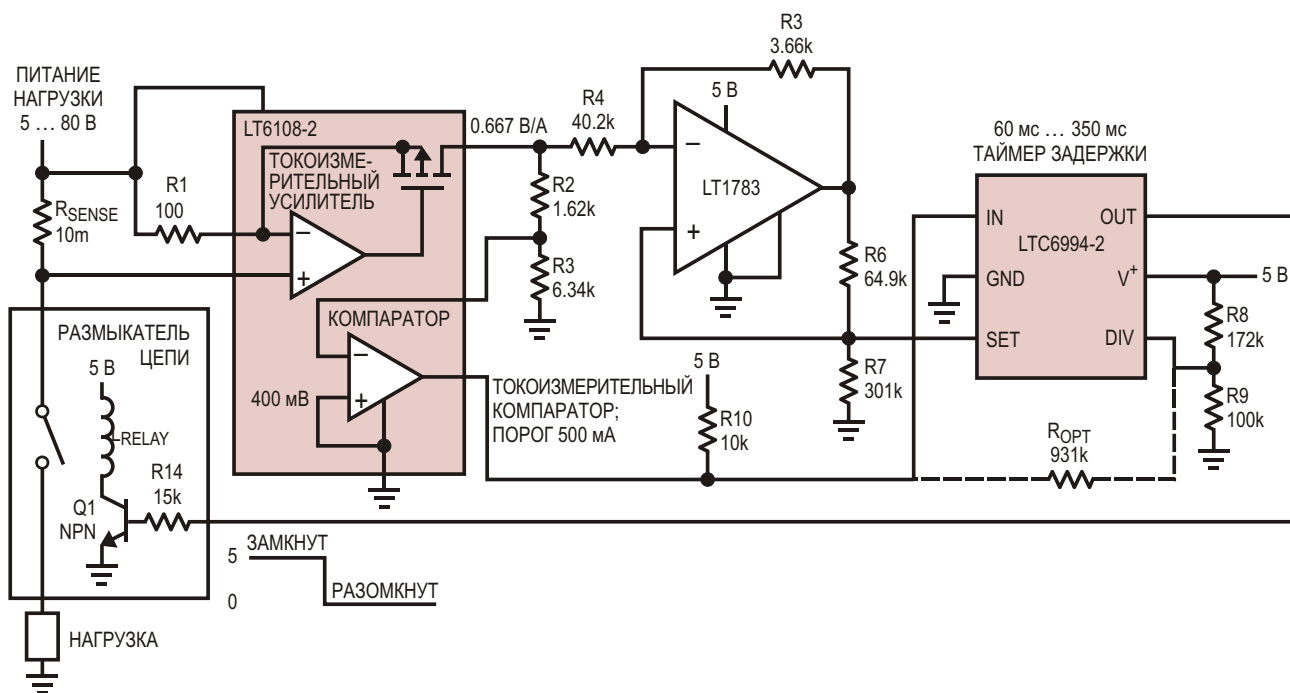 ПИТАНИЕ
НАГРУЗКИ
5 … 80 В
R1
100
RSENSE
10m
LT6108-2
ТОКОИЗМЕ-
РИТЕЛЬНЫЙ
УСИЛИТЕЛЬ
–
+
0.667 В/А
R2
1.62k
R3
6.34k
R4
40.2k
R3
3.66k
5 В
–
LT1783
+
R6
64.9k
R7
301k
60 мс … 350 мс
ТАЙМЕР ЗАДЕРЖКИ
IN
OUT
LTC6994-2
GND
V+
5 В
SET
DIV
R8
172k
R9
100k
КОМПАРАТОР
–
400 мВ
+
ТОКОИЗМЕРИТЕЛЬНЫЙ
КОМПАРАТОР;
ПОРОГ 500 мА
5 В
R10
10k
ROPT
931k
РАЗМЫКАТЕЛЬ
ЦЕПИ
5 В
RELAY
R14
15k
Q1
NPN
5
ЗАМКНУТ
РАЗОМКНУТ
0
НАГРУЗКА